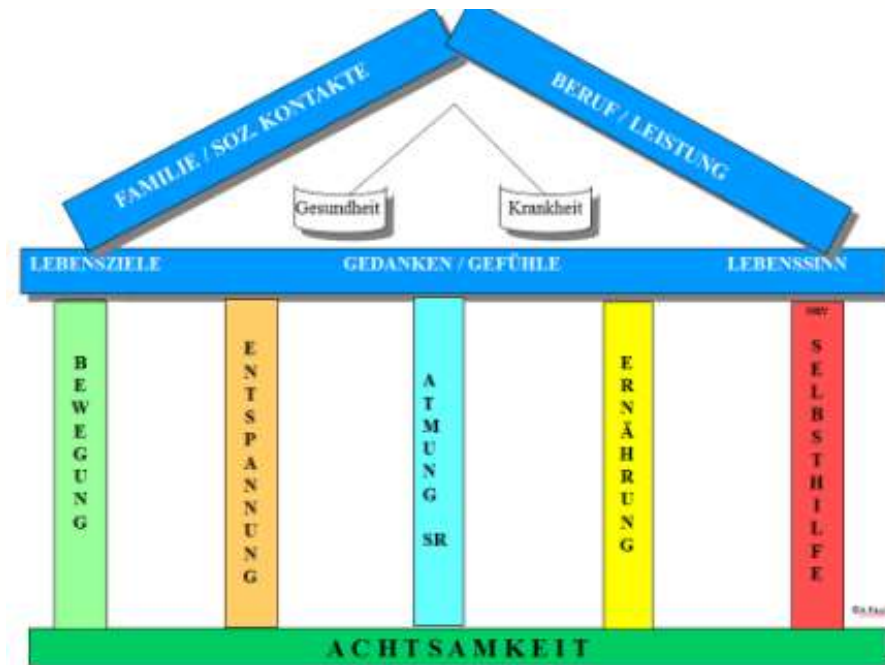 FAMILIE / SOZ. KONTAKTE
BERUF / LEISTUNG
Gesundheit
Krankheit
LEBENSZIELE
GEDANKEN / GEFÜHLE
LEBENSSINN
BEWEGUNG
ENTSPANNUNG
ATMUNG SR
ERNÄHRUNG
SELBSTHILFE
ACHTSAMKEIT